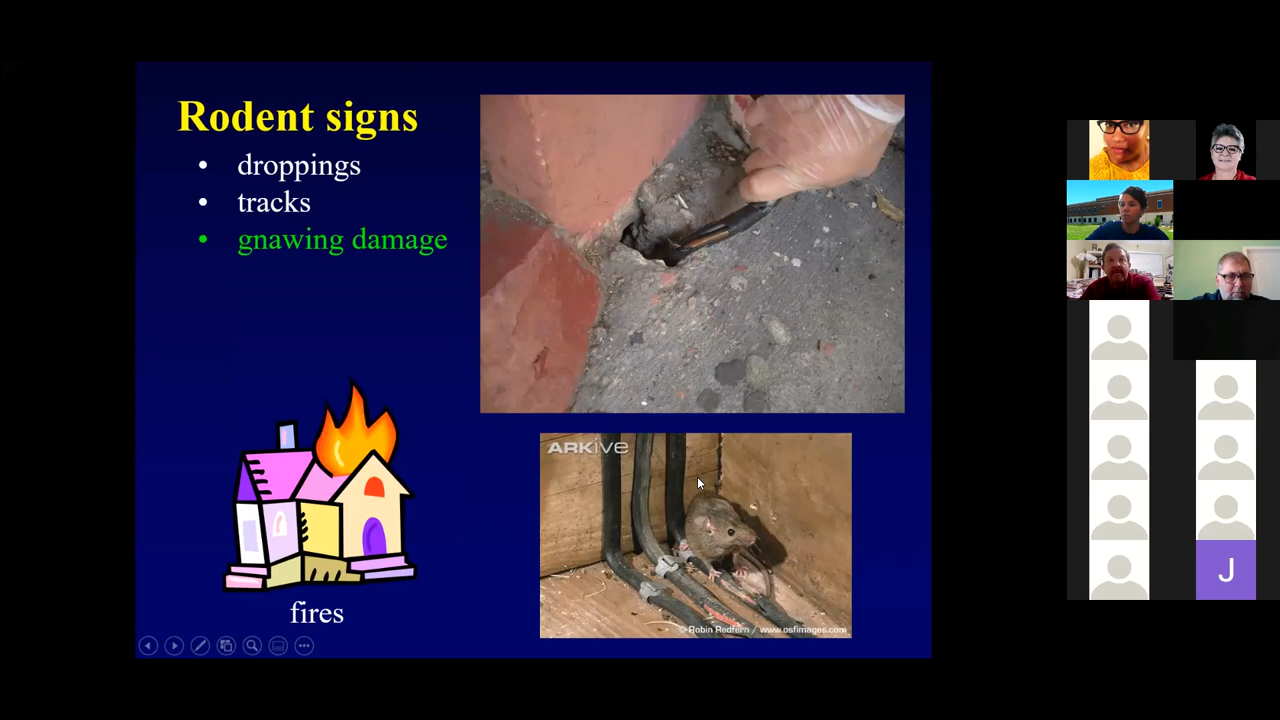 Rodent signs
• droppings
• tracks
• gnawing damage
ARKIVE
© Robin Redfern / www.osfimages.com
fires
J